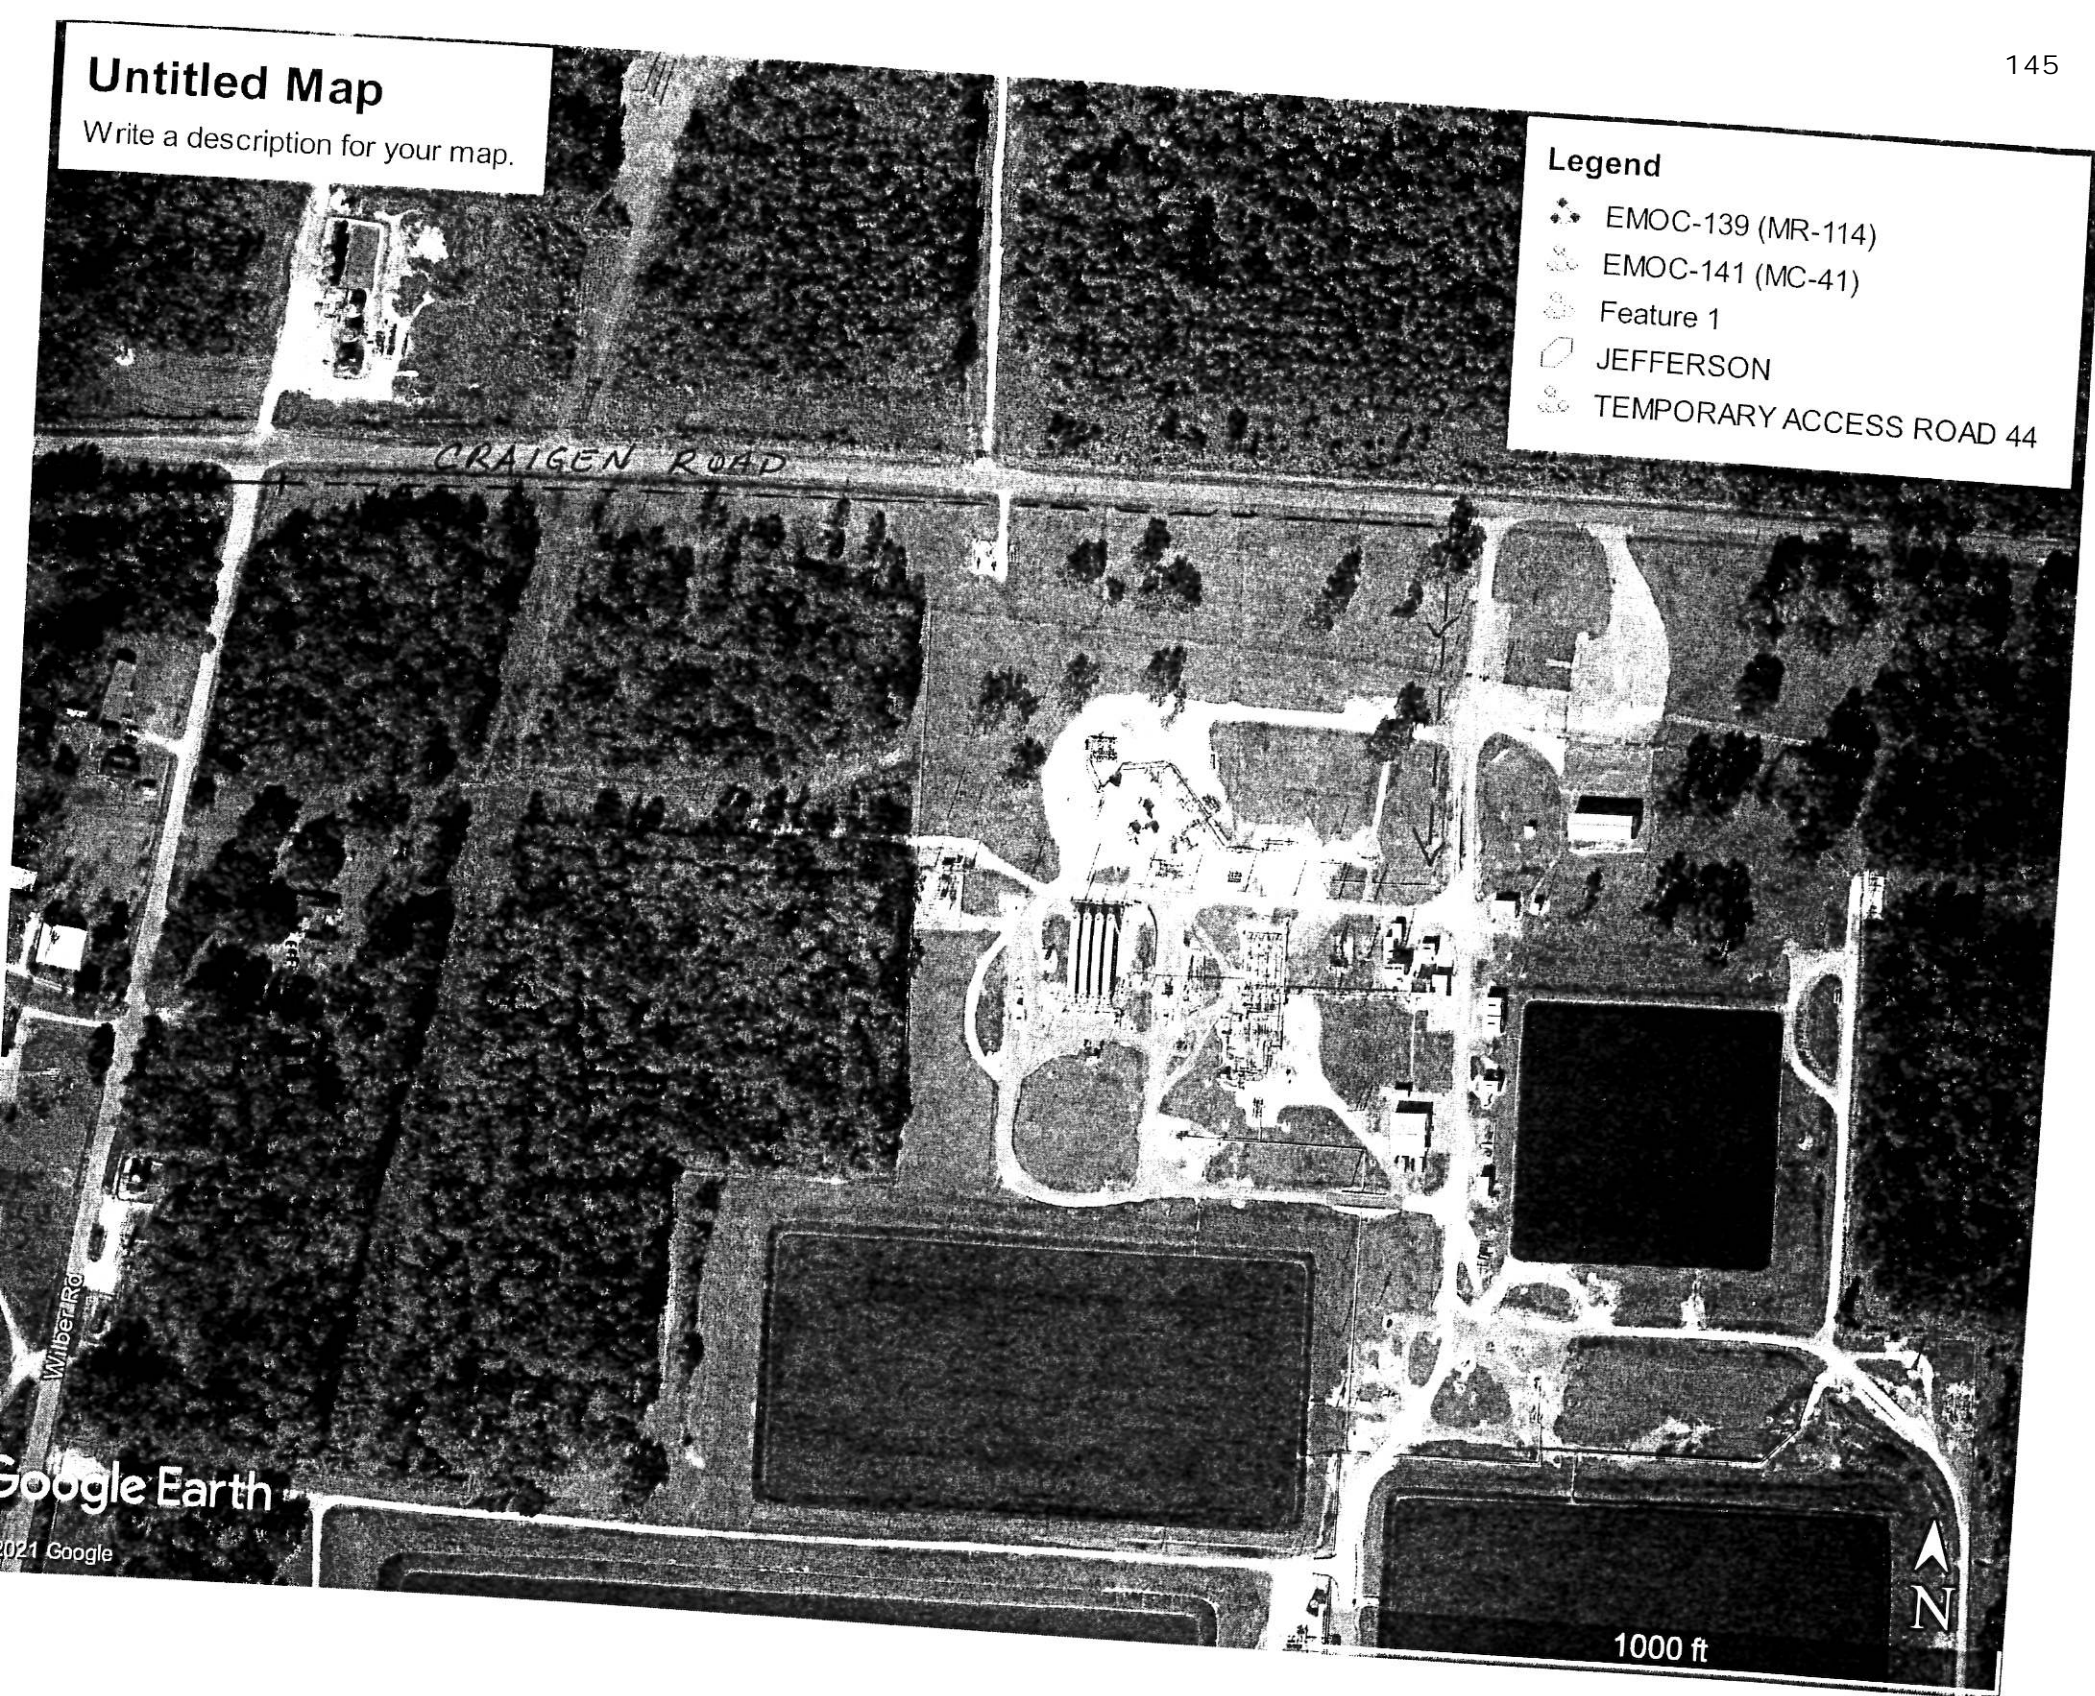 145
Untitled Map
Write a description for your map.
Legend
EMOC-139 (MR-114)
EMOC-141 (MC-41)
Feature 1
JEFFERSON
TEMPORARY ACCESS ROAD 44
CRAIGEN ROAD
Wilber Rd
Google Earth
2021 Google
N
1000 ft